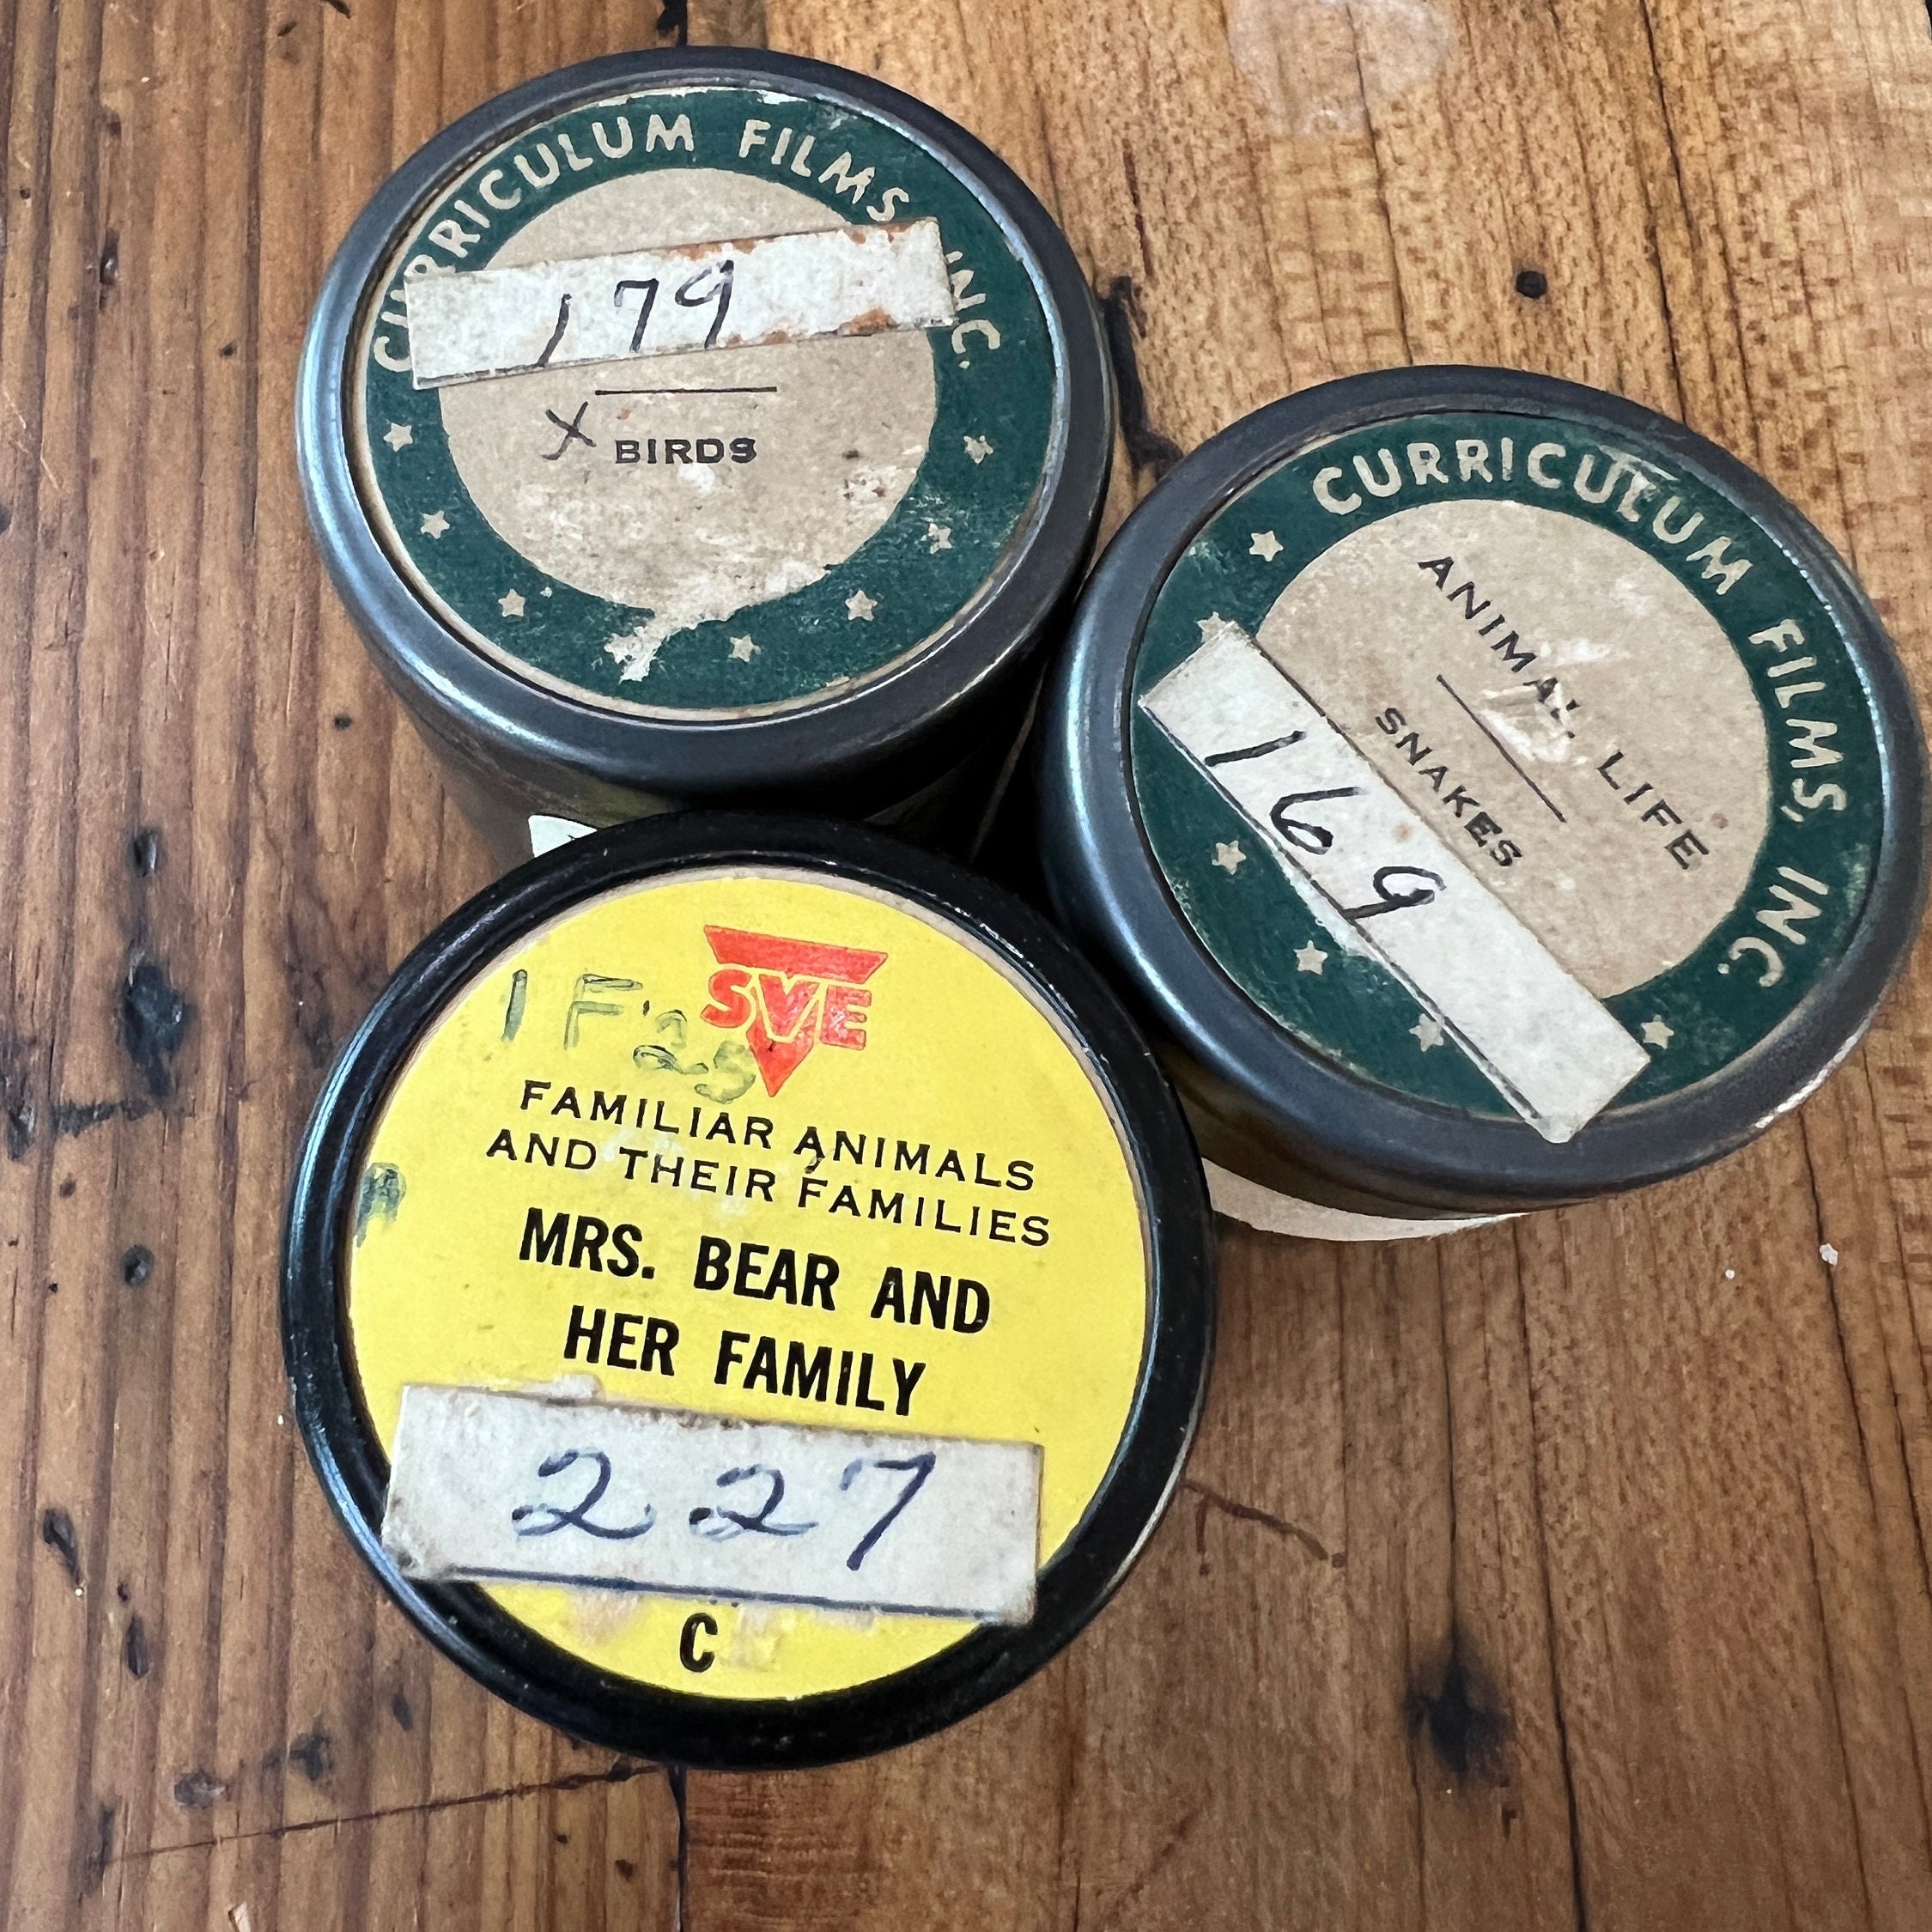 CURRICULUM FILMS, INC.
179
X BIRDS
CURRICULUM FILMS, INC.
ANIMAL LIFE
SNAKES
169
SVE
FAMILIAR ANIMALS
AND THEIR FAMILIES
MRS. BEAR AND
HER FAMILY
227
C